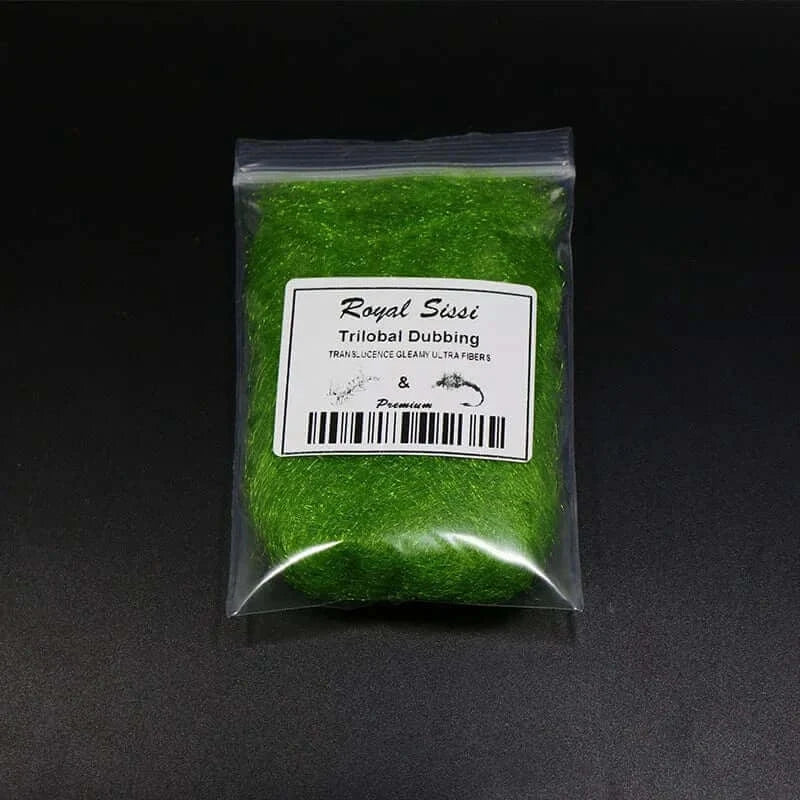 Royal Sissi
Trilobal Dubbing
TRANSLUCENCE GLEAMY ULTRA FIBERS
&
Premium